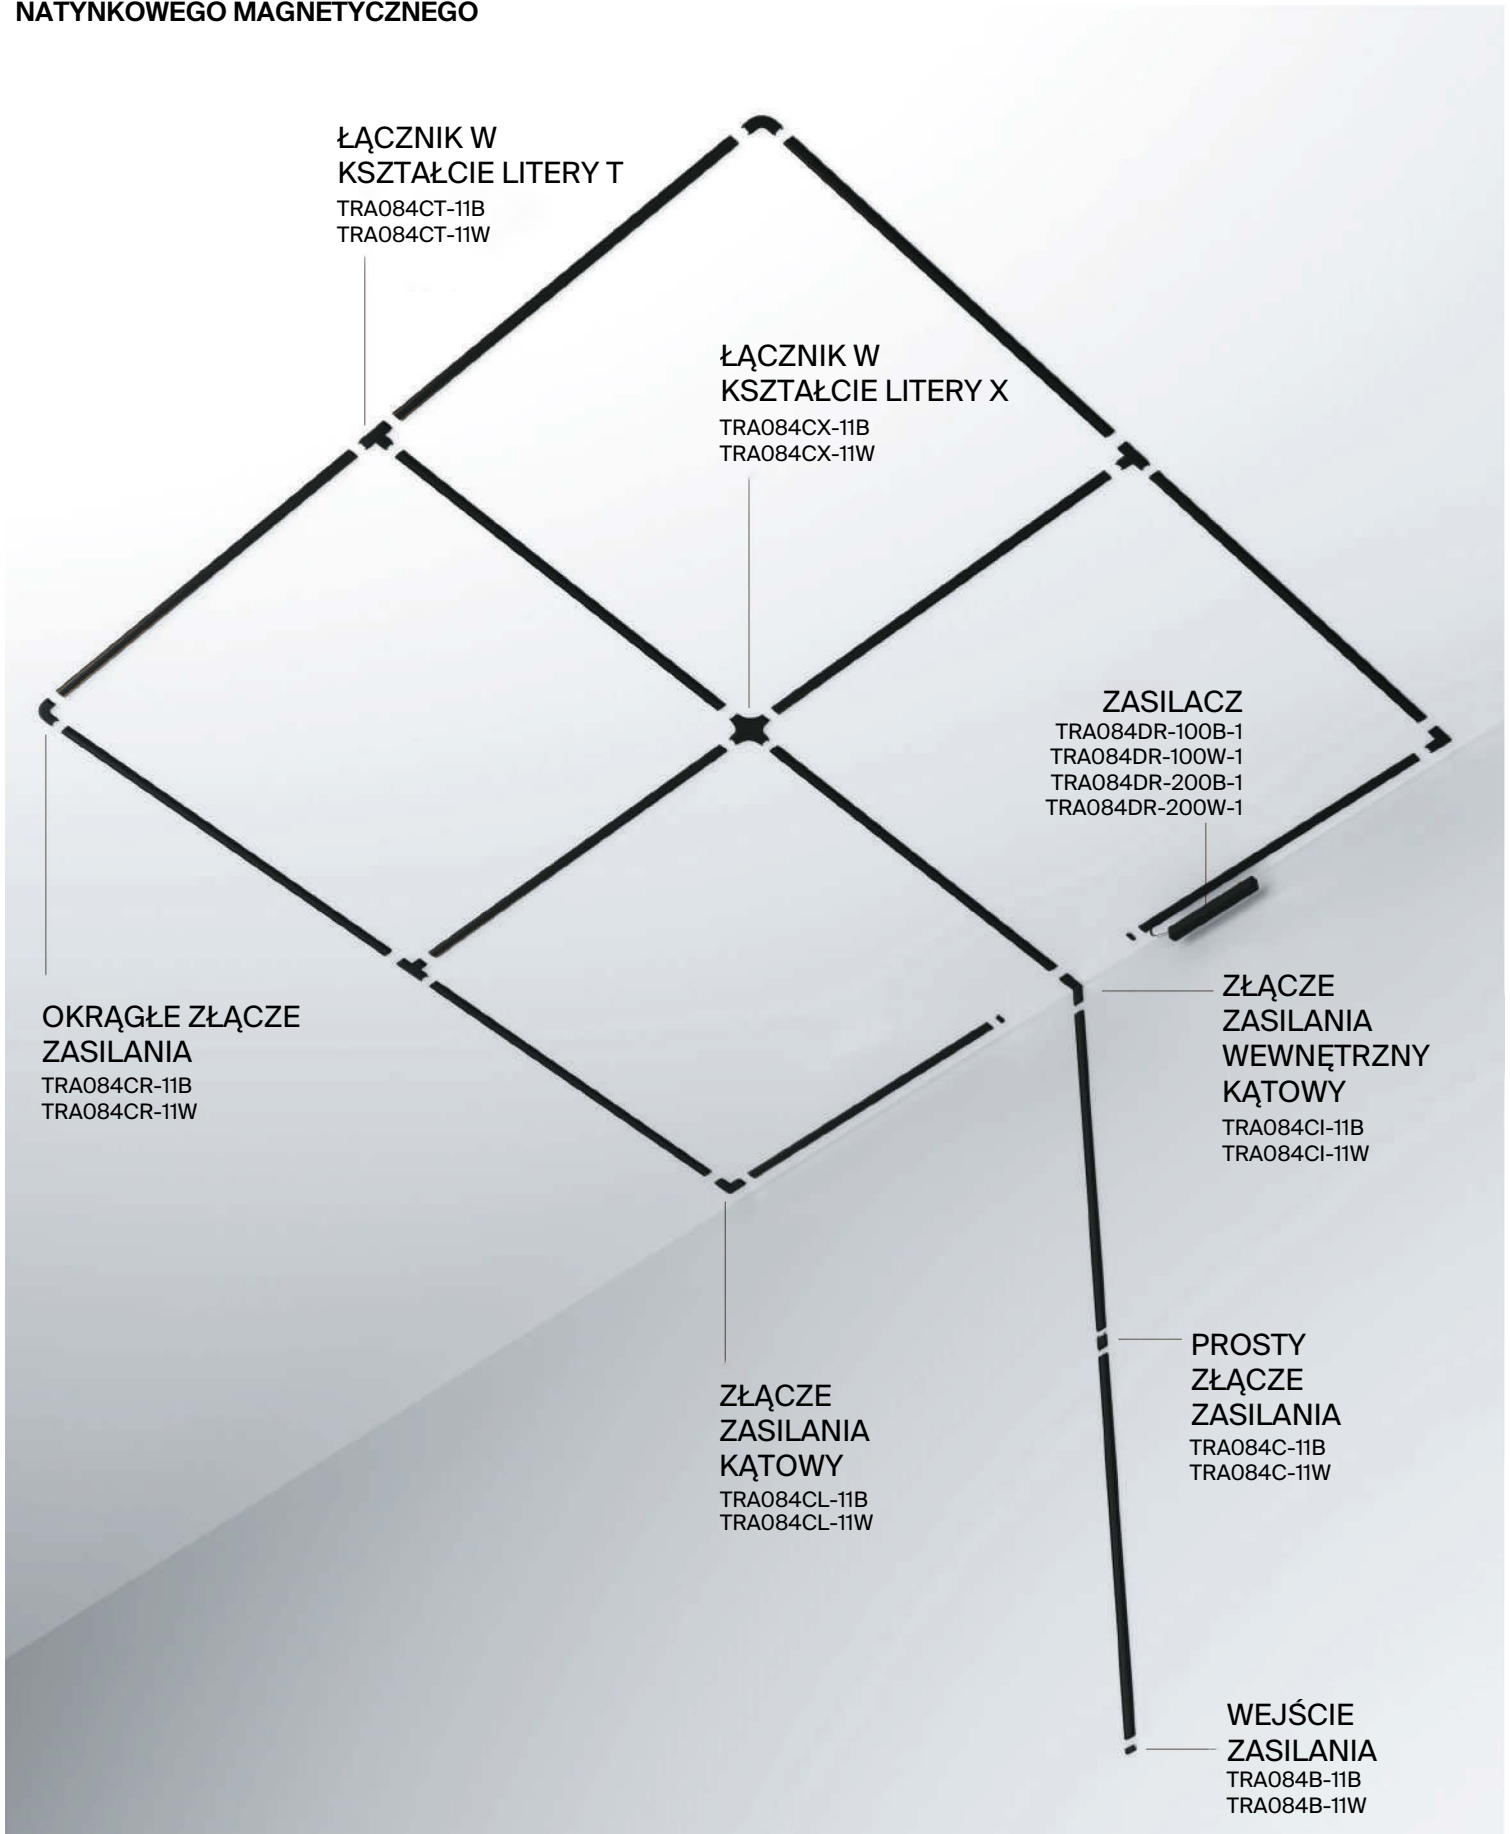 NATYNKOWEGO MAGNETYCZNEGO
ŁĄCZNIK W
KSZTAŁCIE LITERY T
TRA084CT-11B
TRA084CT-11W
ŁĄCZNIK W
KSZTAŁCIE LITERY X
TRA084CX-11B
TRA084CX-11W
ZASILACZ
TRA084DR-100B-1
TRA084DR-100W-1
TRA084DR-200B-1
TRA084DR-200W-1
OKRĄGŁE ZŁĄCZE
ZASILANIA
TRA084CR-11B
TRA084CR-11W
ZŁĄCZE
ZASILANIA
WEWNĘTRZNY
KĄTOWY
TRA084CI-11B
TRA084CI-11W
ZŁĄCZE
ZASILANIA
KĄTOWY
TRA084CL-11B
TRA084CL-11W
PROSTY
ZŁĄCZE
ZASILANIA
TRA084C-11B
TRA084C-11W
WEJŚCIE
ZASILANIA
TRA084B-11B
TRA084B-11W